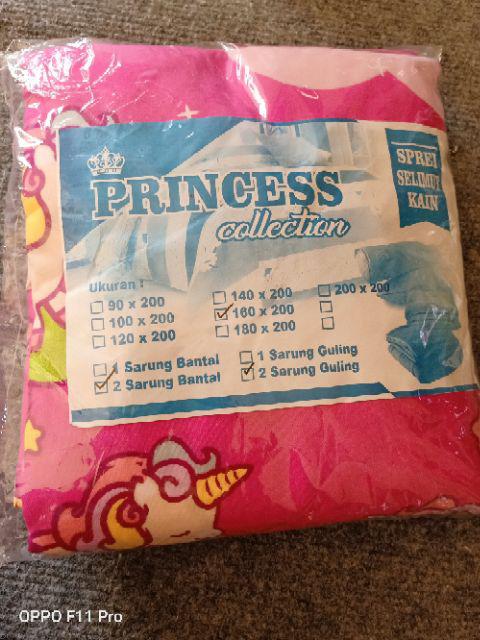 PRINCESS
collection
SPREI
SELIMUT
KAIN
Ukuran :
90 x 200
100 x 200
120 x 200
140 x 200
160 x 200
180 x 200
200 x 200
1 Sarung Bantal
2 Sarung Bantal
1 Sarung Guling
2 Sarung Guling
OPPO F11 Pro